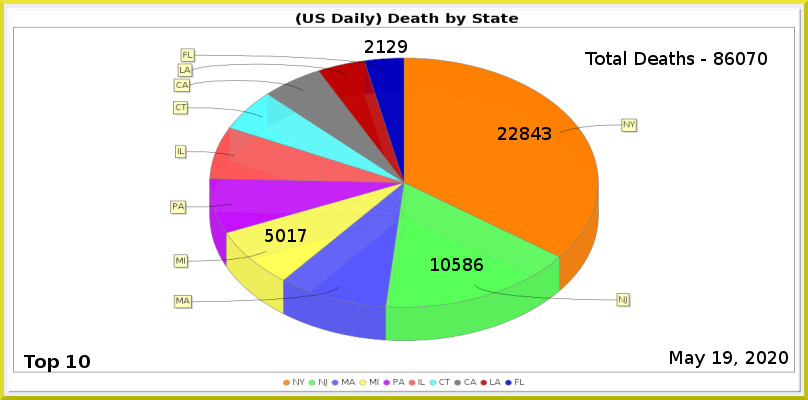 (US Daily) Death by State
2129
Total Deaths - 86070
FL
LA
CA
CT
IL
PA
MI
MA
NY
NJ
22843
5017
10586
Top 10
May 19, 2020
NY NJ MA MI PA IL CT CA LA FL